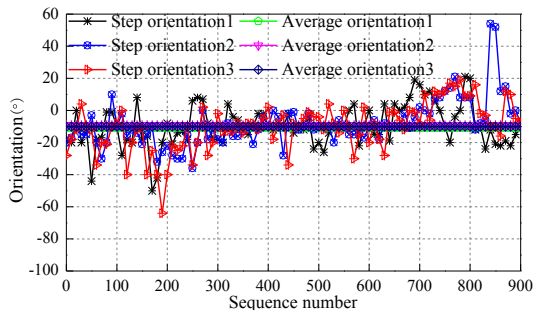 60
Step orientation1 Average orientation1
40
Step orientation2 Average orientation2
Step orientation3 Average orientation3
20
0
-20
-40
-60
-80
-100
Orientation(°)
0 100 200 300 400 500 600 700 800 900
Sequence number